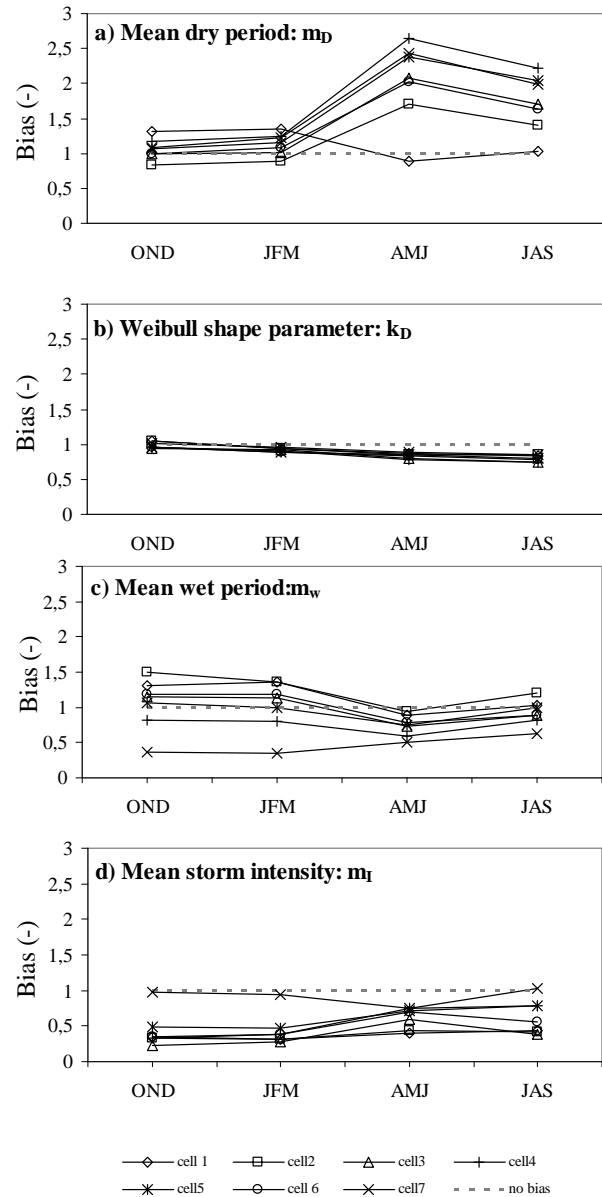 a) Mean dry period: mD
Bias (-)
3
2,5
2
1,5
1
0,5
0
OND JFM AMJ JAS
b) Weibull shape parameter: kD
Bias (-)
3
2,5
2
1,5
1
0,5
0
OND JFM AMJ JAS
c) Mean wet period:mw
Bias (-)
3
2,5
2
1,5
1
0,5
0
OND JFM AMJ JAS
d) Mean storm intensity: mI
Bias (-)
3
2,5
2
1,5
1
0,5
0
OND JFM AMJ JAS
cell 1 cell2 cell3 cell4
cell5 cell 6 cell7 no bias